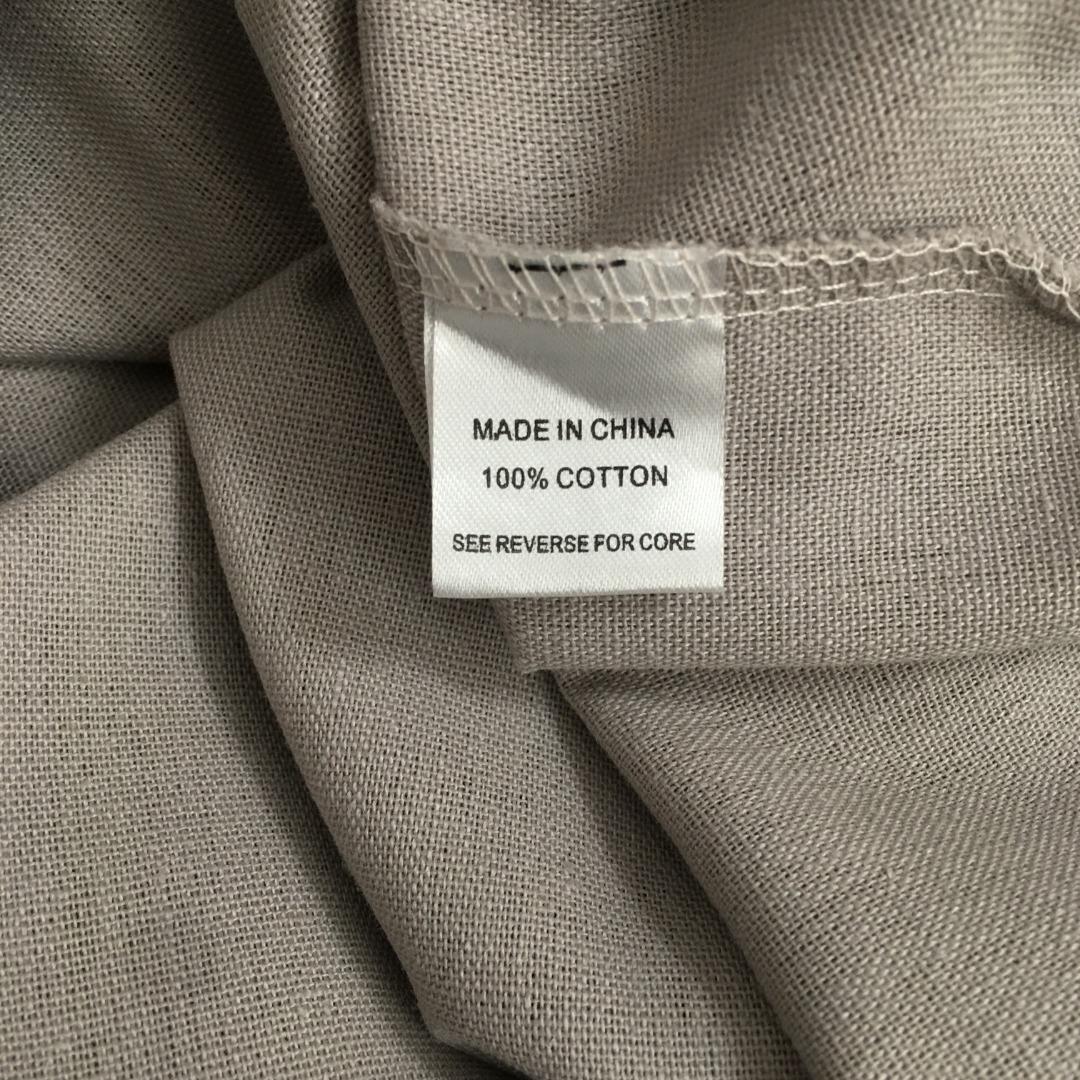 MADE IN CHINA
100% COTTON
SEE REVERSE FOR CORE